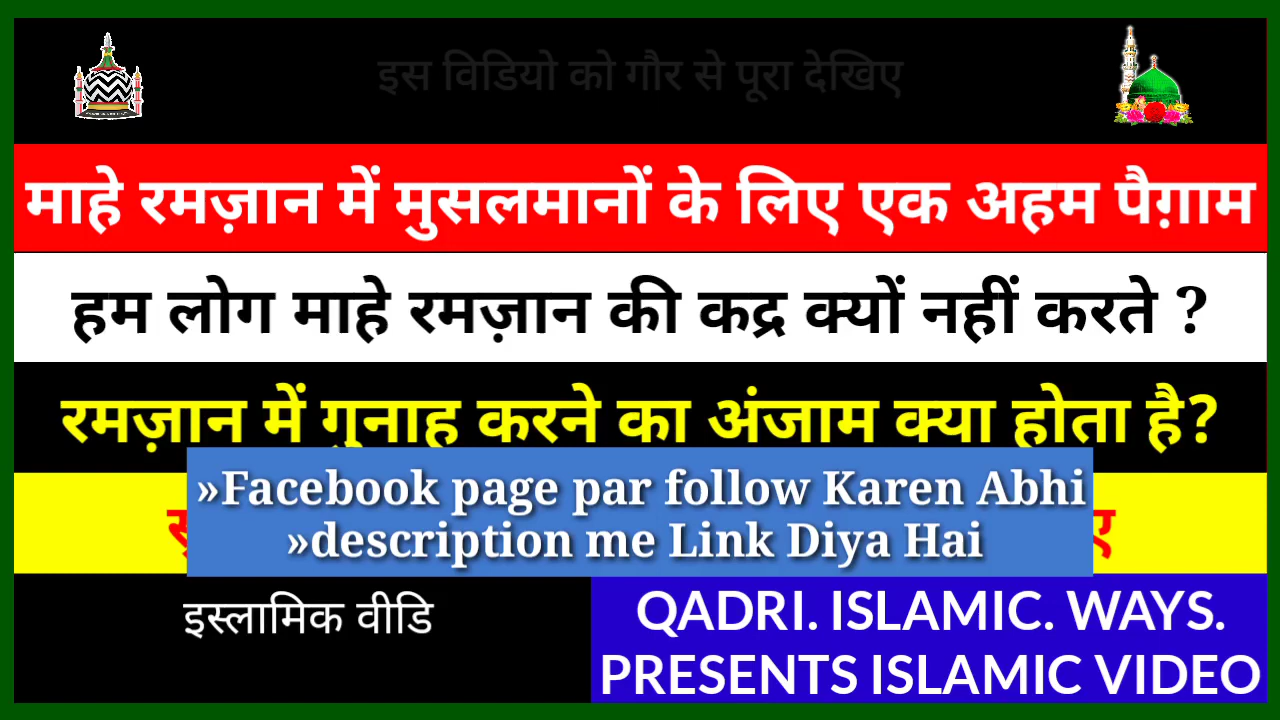 इस विडियो को गौर से पूरा देखिए
माहे रमज़ान में मुसलमानों के लिए एक अहम पैग़ाम
हम लोग माहे रमज़ान की कद्र क्यों नहीं करते ?
रमज़ान में गुनाह करने का अंजाम क्या होता है?
»Facebook page par follow Karen Abhi
»description me Link Diya Hai
इस्लामिक वीडि
QADRI. ISLAMIC. WAYS.
PRESENTS ISLAMIC VIDEO